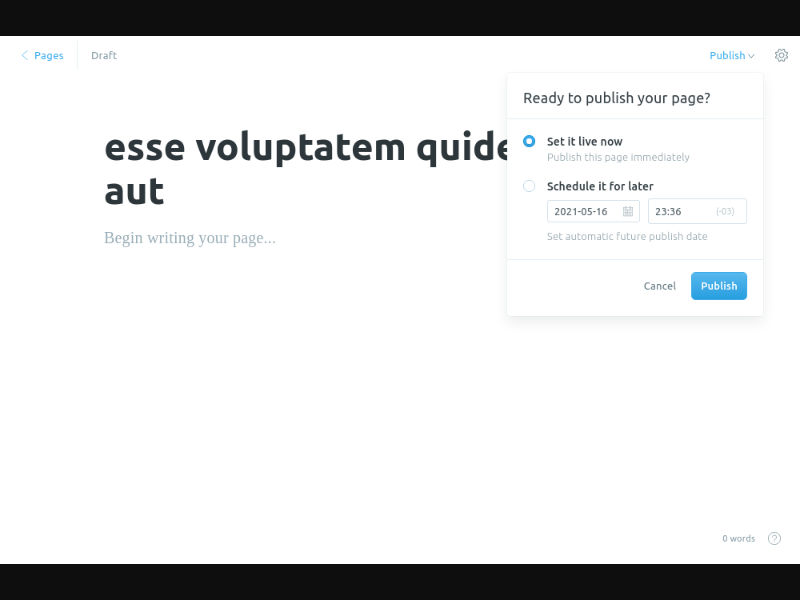 Pages
Draft
Publish
Ready to publish your page?
Set it live now
Publish this page immediately
Schedule it for later
2021-05-16
23:36
(-03)
Set automatic future publish date
Cancel
Publish
esse voluptatem quide
aut
Begin writing your page...
0 words
?